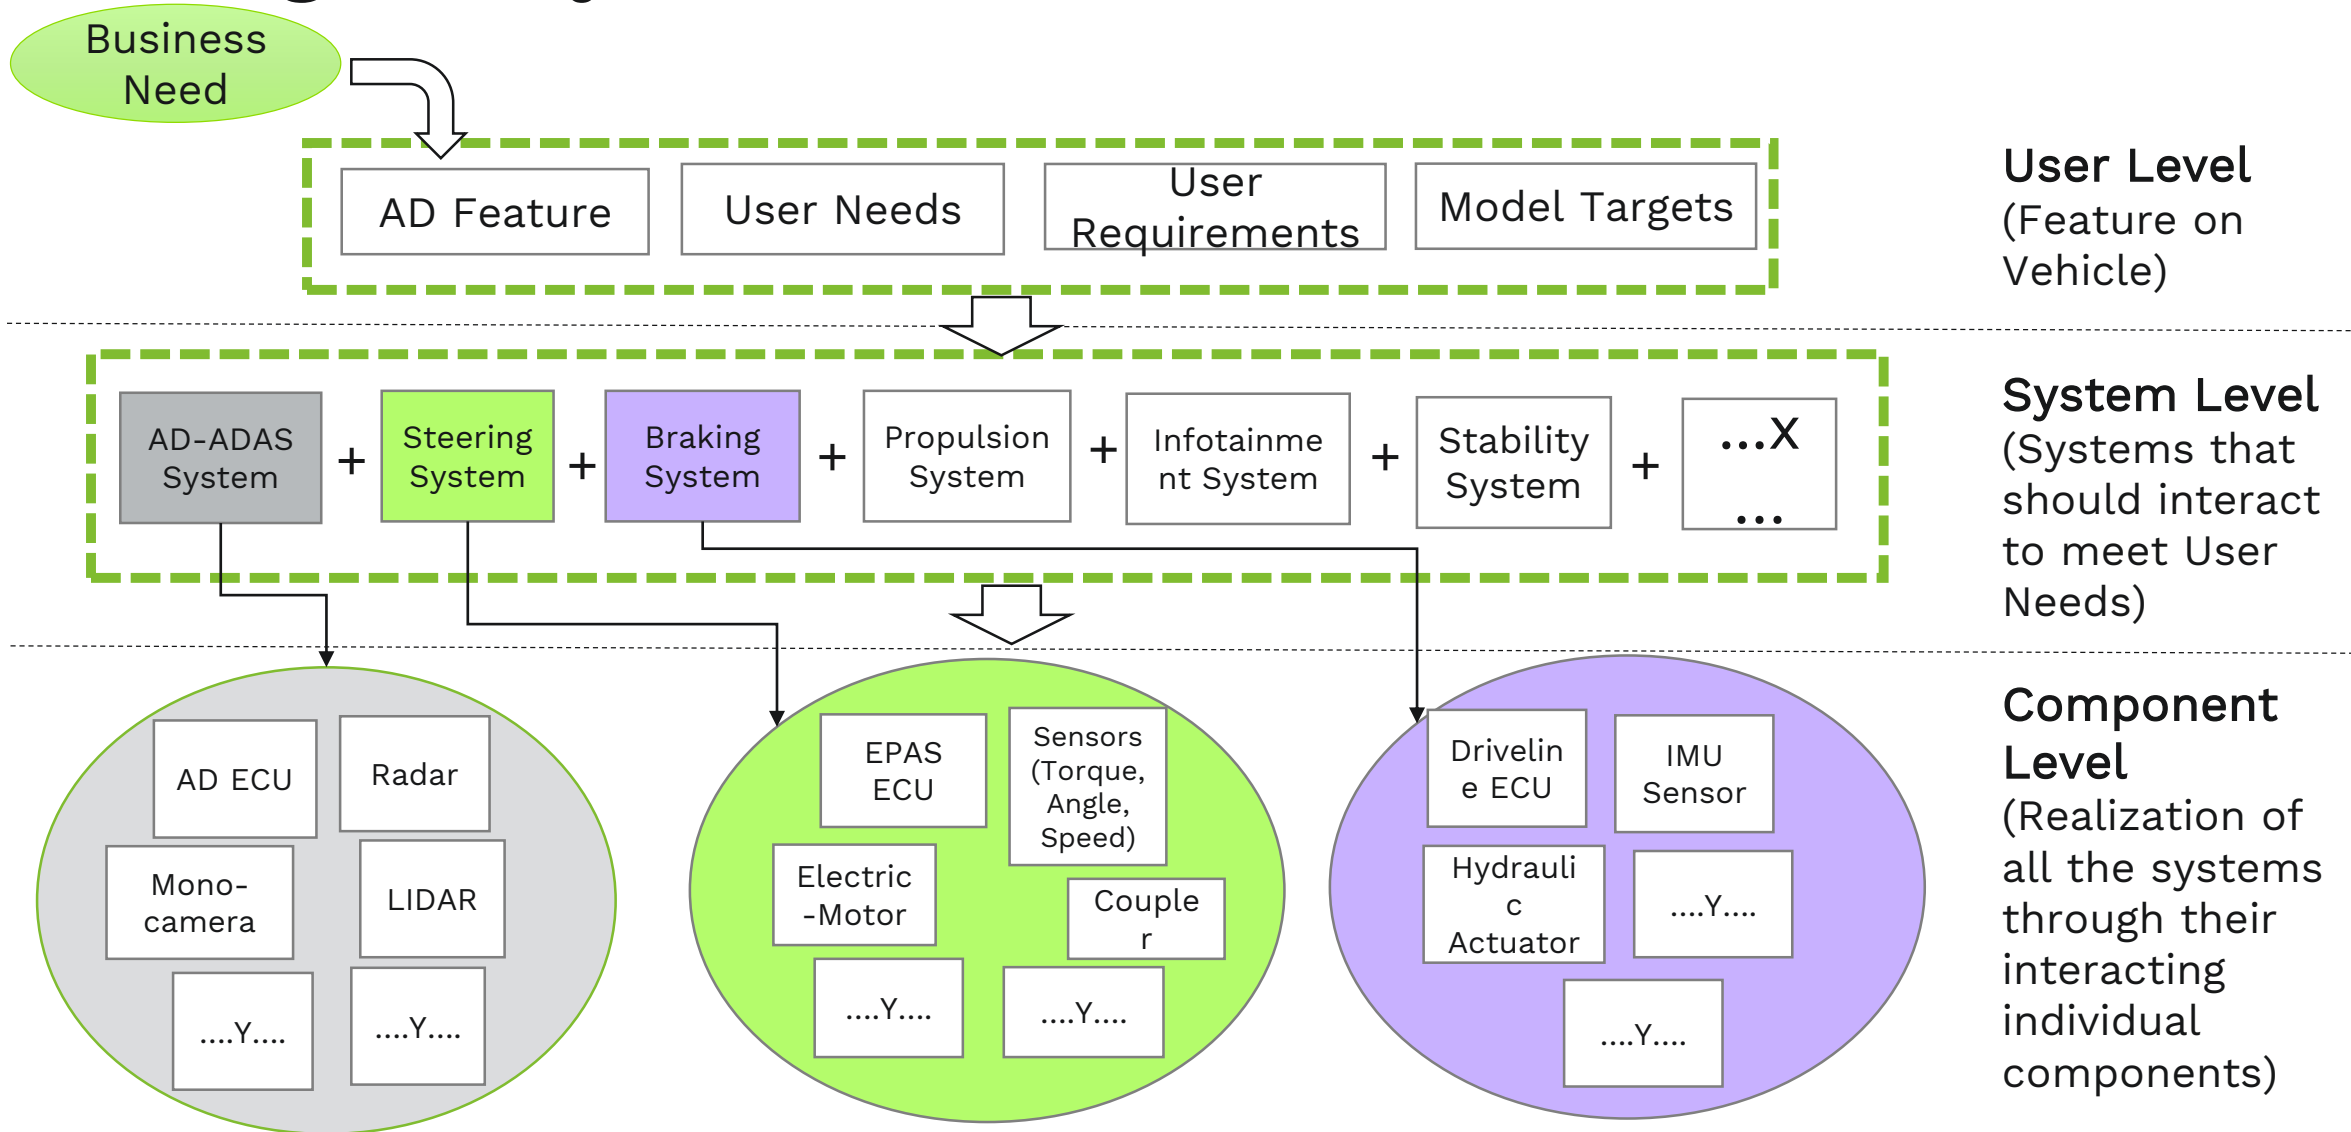 Business
Need
AD Feature
User Needs
User
Requirements
Model Targets
User Level
(Feature on
Vehicle)
AD-ADAS
System
+
Steering
System
+
Braking
System
+
Propulsion
System
+
Infotainme
nt System
+
Stability
System
+
...X
...
System Level
(Systems that
should interact
to meet User
Needs)
AD ECU
Radar
Mono-
camera
LIDAR
....Y....
....Y....
EPAS
ECU
Sensors
(Torque,
Angle,
Speed)
Electric
-Motor
Couple
r
....Y....
....Y....
Drivelin
e ECU
IMU
Sensor
Hydrauli
c
Actuator
....Y....
....Y....
Component
Level
(Realization of
all the systems
through their
interacting
individual
components)